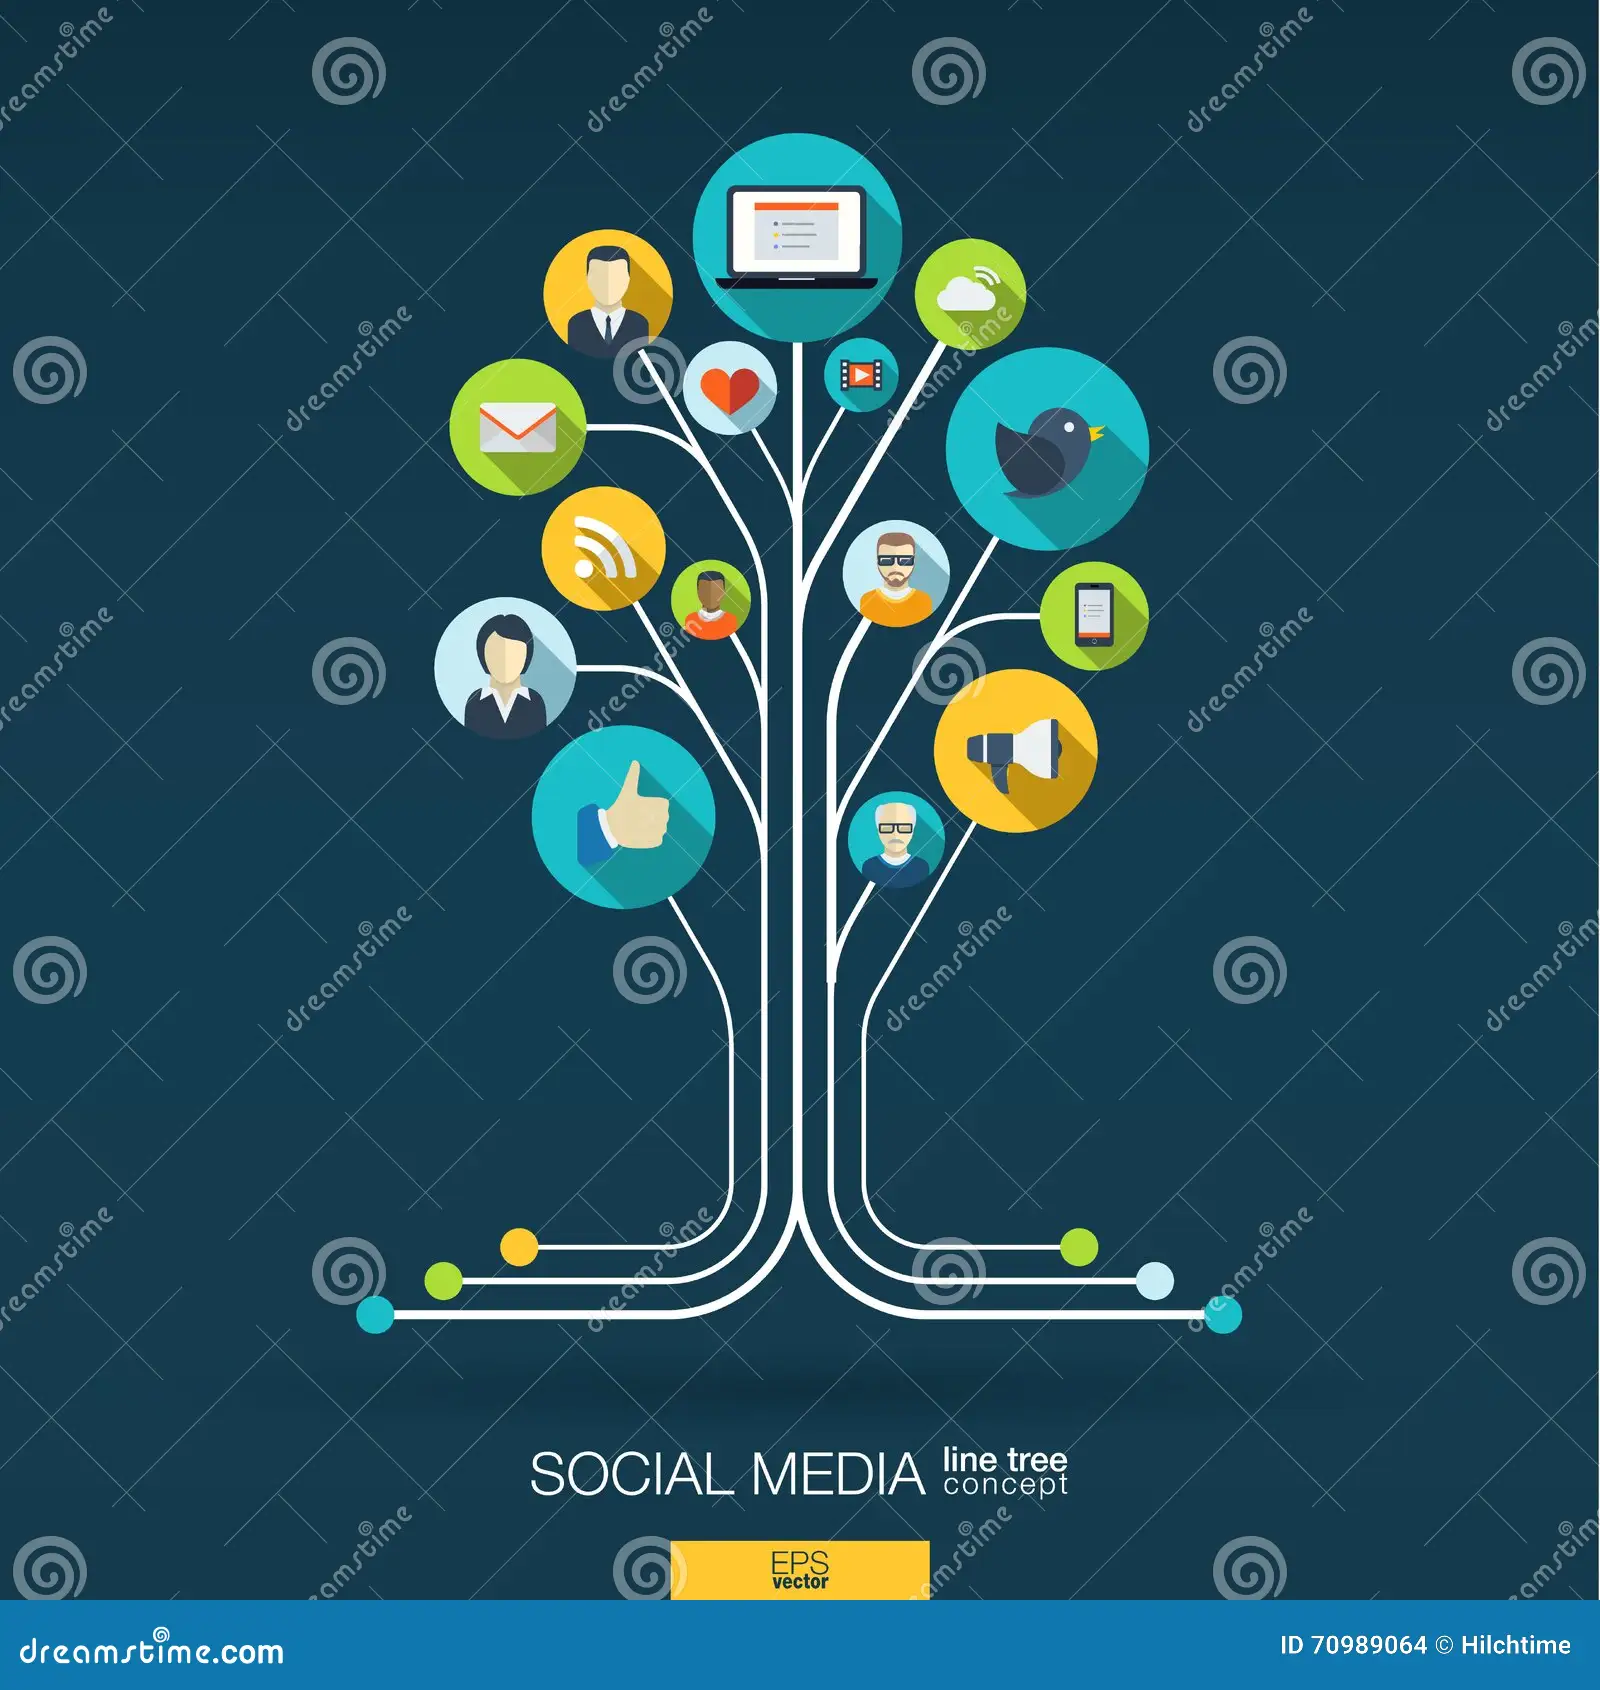 SOCIAL MEDIA line tree
concept
EPS
vector
dreamstime.com
ID 70989064 © Hilchtime